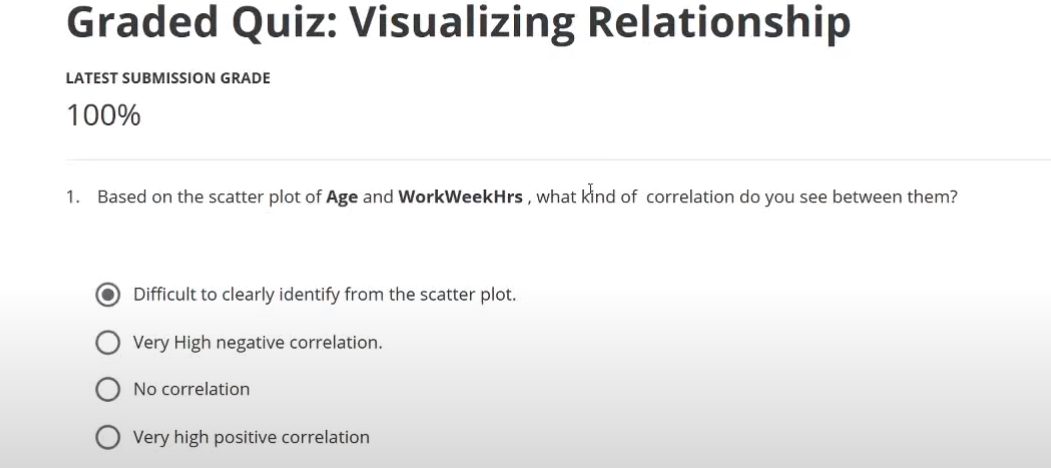 Graded Quiz: Visualizing Relationship
LATEST SUBMISSION GRADE
100%
1. Based on the scatter plot of Age and WorkWeekHrs , what kind of correlation do you see between them?
Difficult to clearly identify from the scatter plot.
Very High negative correlation.
No correlation
Very high positive correlation